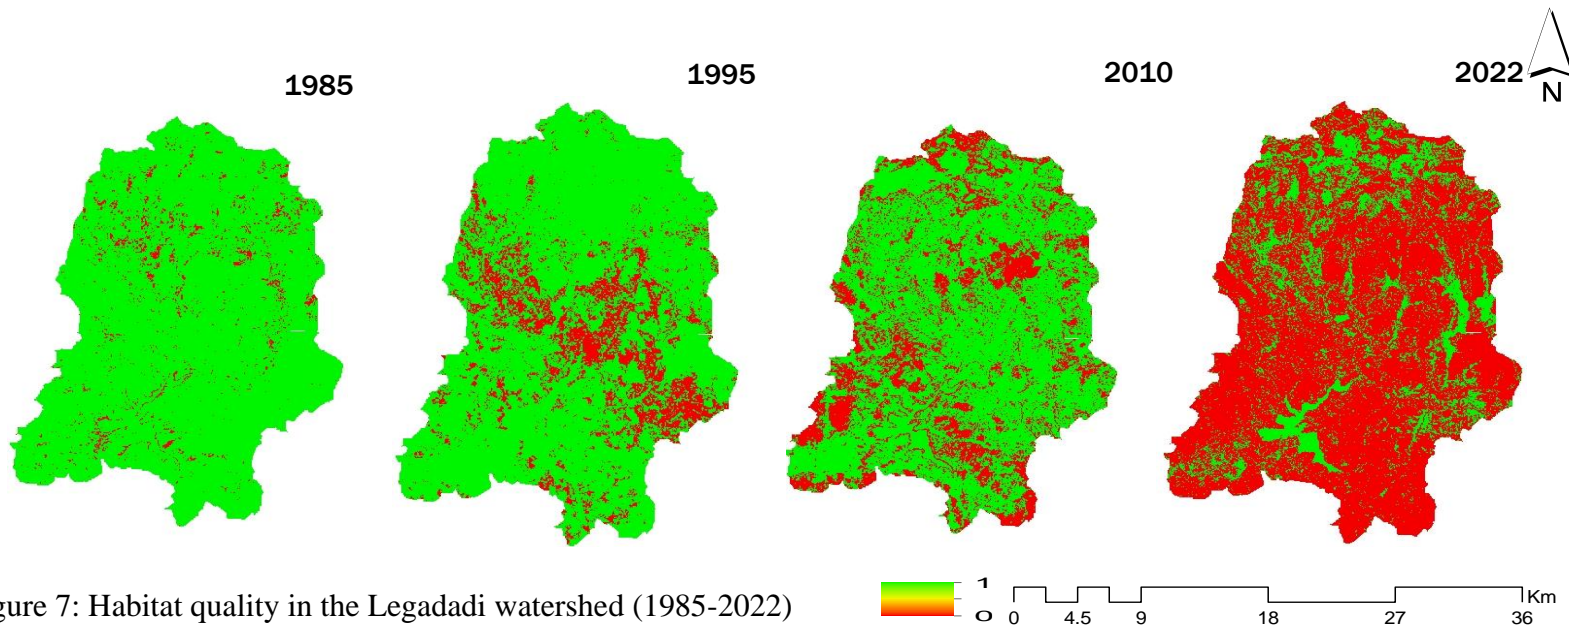 1985
1995
2010
2022
N
gure 7: Habitat quality in the Legadadi watershed (1985-2022)
1
0
Km
0 4.5 9 18 27 36